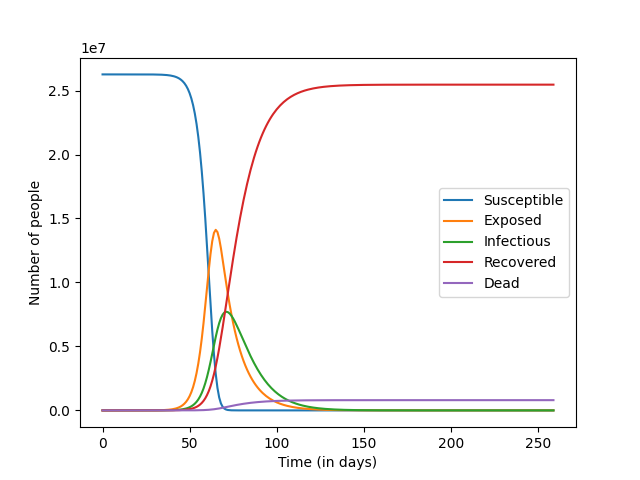 1e7
2.5
2.0
1.5
1.0
0.5
0.0
Number of people
Susceptible
Exposed
Infectious
Recovered
Dead
0 50 100 150 200 250
Time (in days)